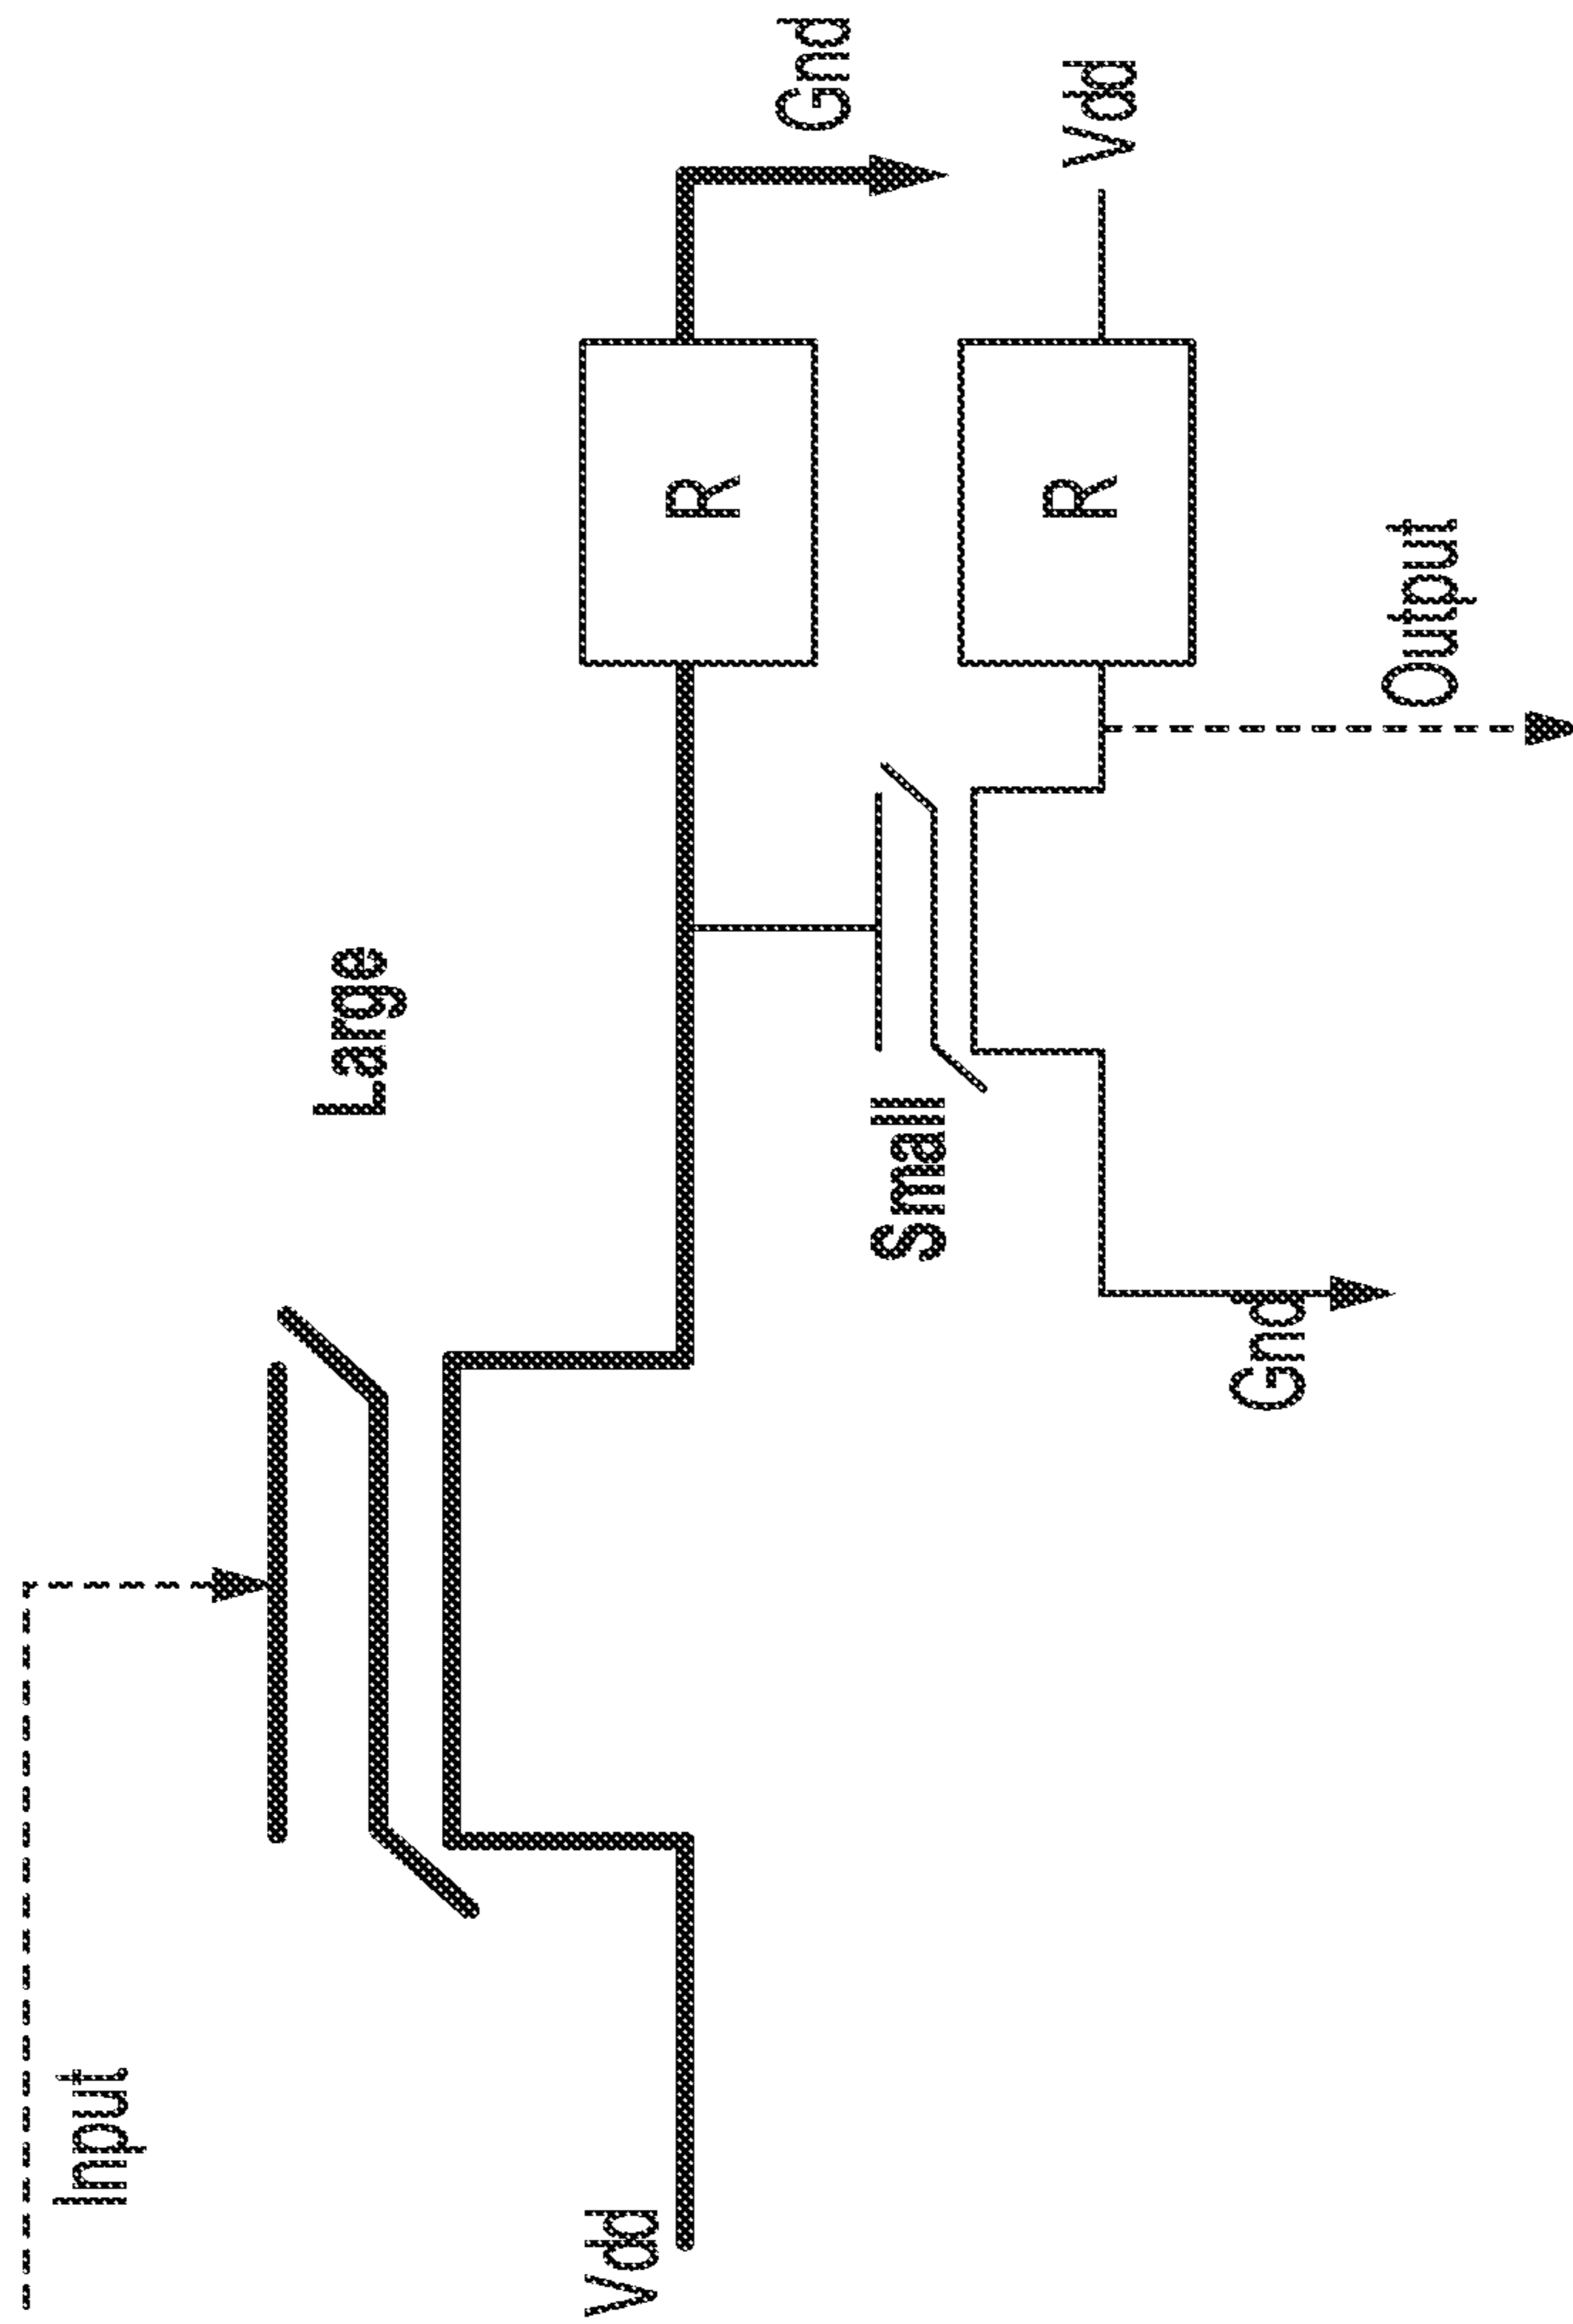 Input
Large
Vdd
R
Gnd
Small
R
Vdd
Gnd
Output